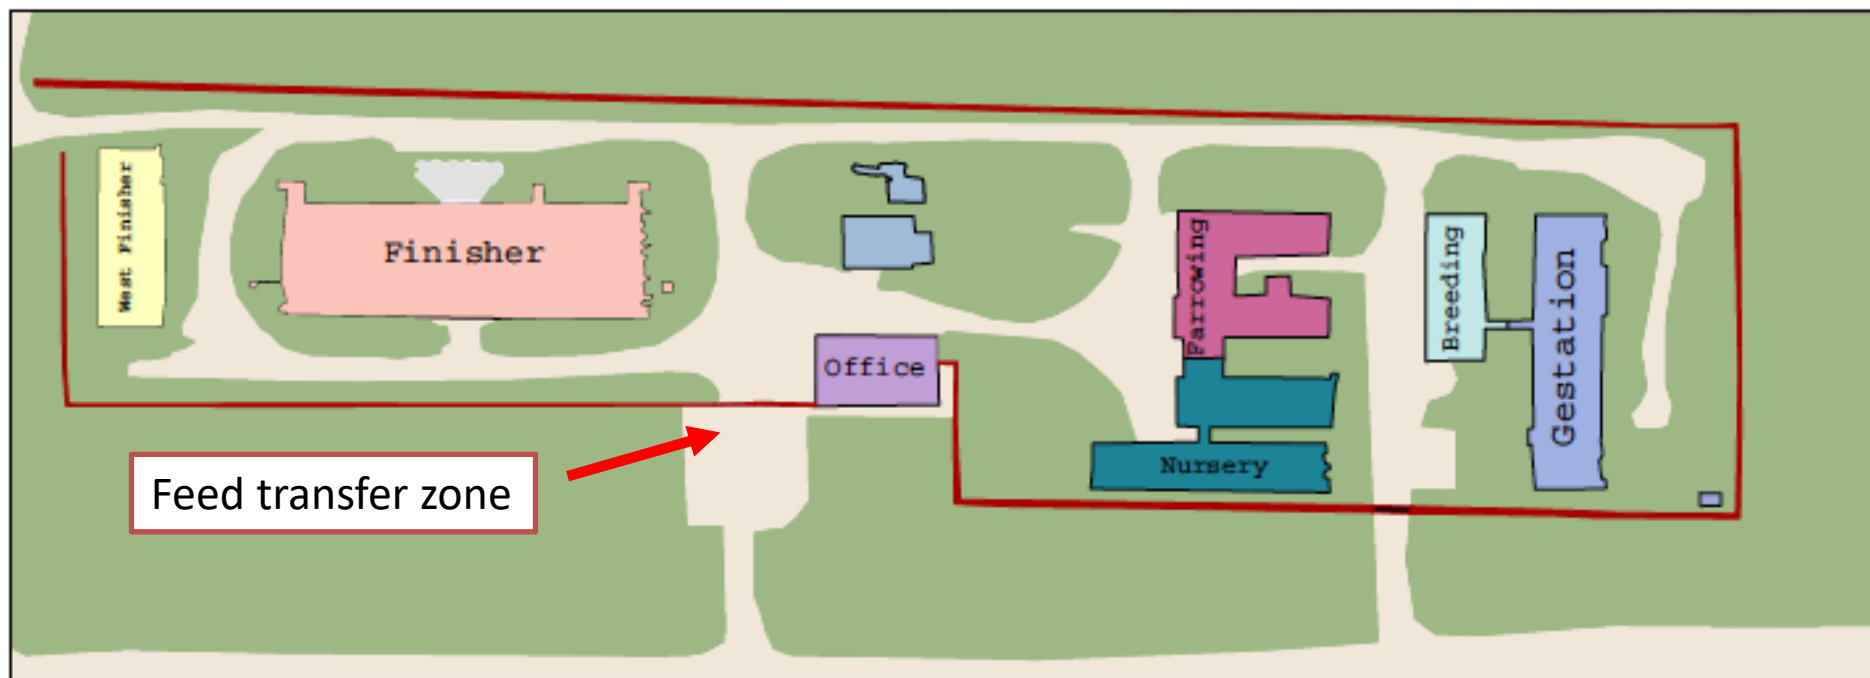 West Finisher
Finisher
Office
Farrowing
Nursery
Breeding
Gestation
Feed transfer zone